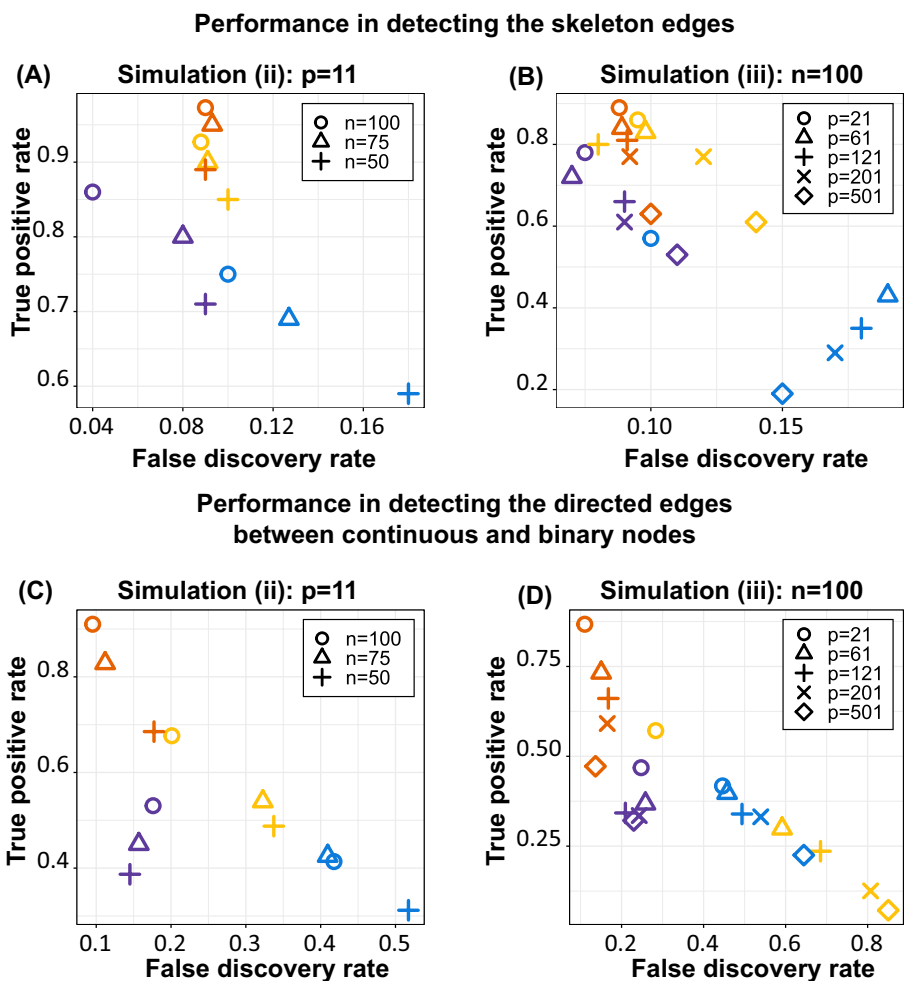 Performance in detecting the skeleton edges
(A) Simulation (ii): p=11
True positive rate
0.9
0.8
0.7
0.6
n=100
n=75
n=50
0.04 0.08 0.12 0.16
False discovery rate
(B) Simulation (iii): n=100
True positive rate
0.8
0.6
0.4
0.2
p=21
p=61
p=121
p=201
p=501
0.10 0.15
False discovery rate
Performance in detecting the directed edges
between continuous and binary nodes
(C) Simulation (ii): p=11
True positive rate
0.8
0.6
0.4
n=100
n=75
n=50
0.1 0.2 0.3 0.4 0.5
False discovery rate
(D) Simulation (iii): n=100
True positive rate
0.75
0.50
0.25
p=21
p=61
p=121
p=201
p=501
0.2 0.4 0.6 0.8
False discovery rate